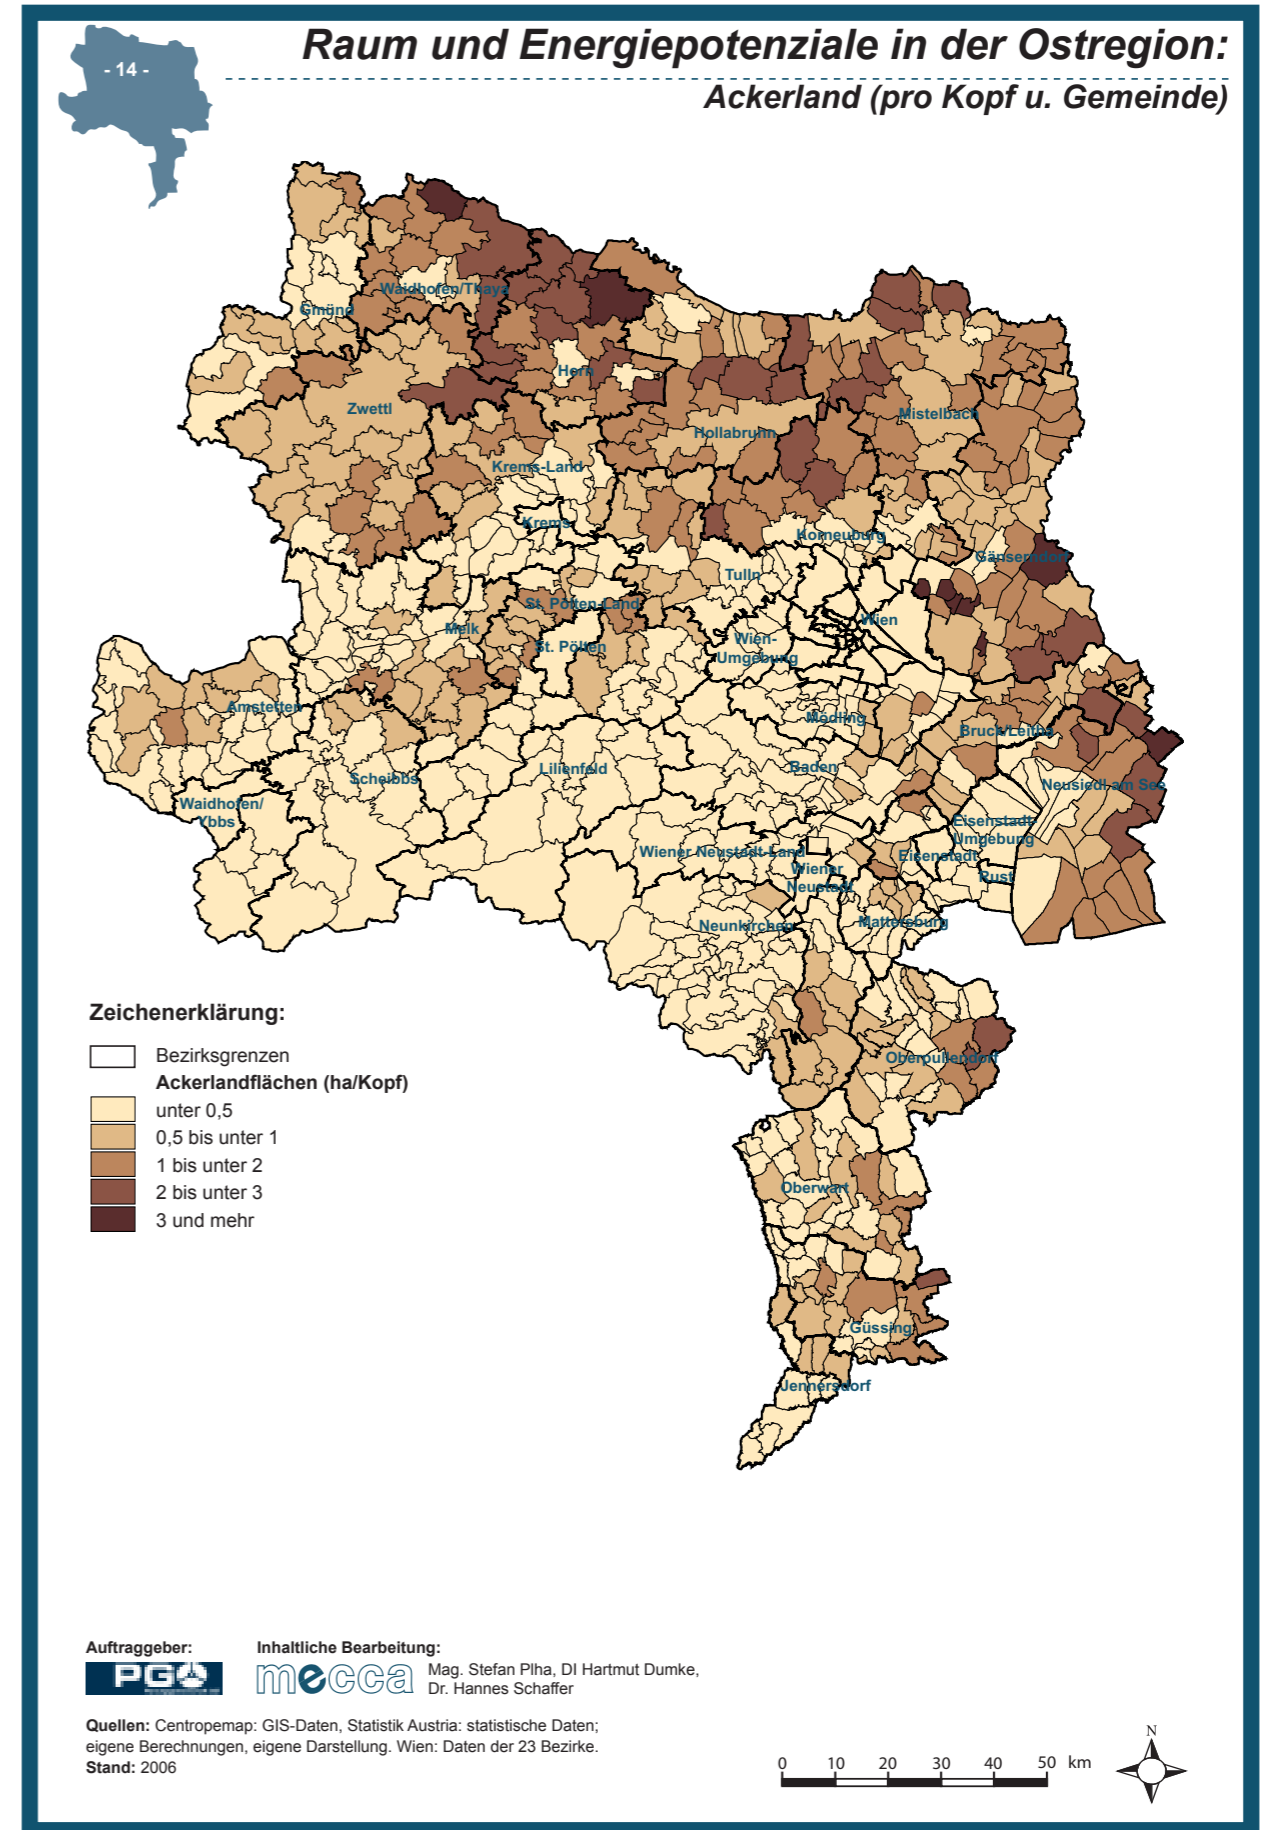 Raum und Energiepotenziale in der Ostregion:
- 14 -
Ackerland (pro Kopf u. Gemeinde)
Waidhofen/Thaya
Gmünd
Horn
Zwettl
Mistelbach
Hollabrunn
Krems-Land
Krems
Korneuburg
Gänserndorf
Tulln
St. Pölten-Land
Wien
Melk
Wien-
Umgebung
St. Pölten
Amstetten
Mödling
Bruck/Leitha
Baden
Lilienfeld
Scheibbs
Neusiedl am See
Waidhofen/
Ybbs
Eisenstadt-
Umgebung
Wiener Neustadt-Land
Eisenstadt
Wiener
Neustadt
Rust
Mattersburg
Neunkirchen
Oberpullendorf
Oberwart
Güssing
Jennersdorf
Zeichenerklärung:
Bezirksgrenzen
Ackerlandflächen (ha/Kopf)
unter 0,5
0,5 bis unter 1
1 bis unter 2
2 bis unter 3
3 und mehr
Auftraggeber:
Inhaltliche Bearbeitung:
PGO
mecca
Mag. Stefan Plha, DI Hartmut Dumke,
Dr. Hannes Schaffer
Quellen: Centropemap: GIS-Daten, Statistik Austria: statistische Daten;
eigene Berechnungen, eigene Darstellung. Wien: Daten der 23 Bezirke.
Stand: 2006
N
0 10 20 30 40 50 km